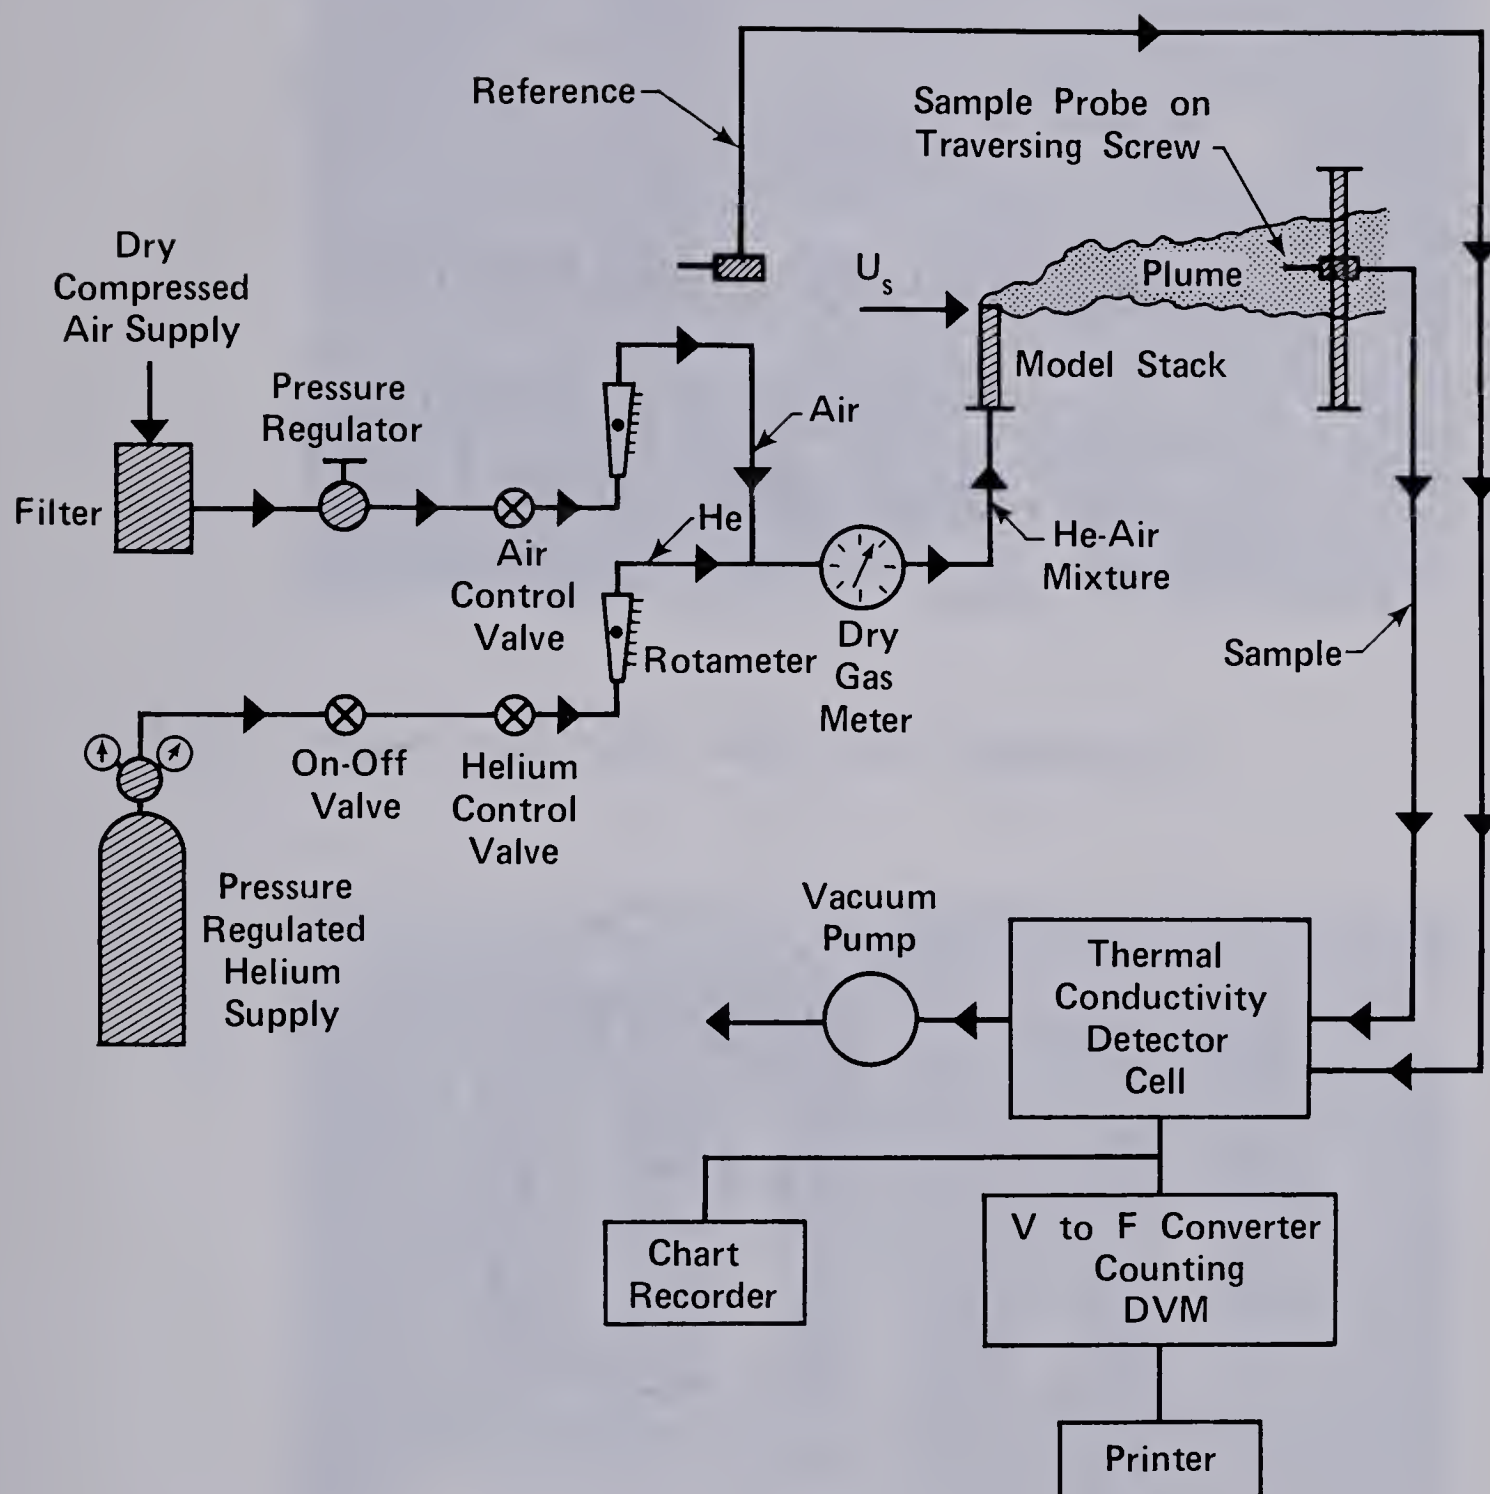 Reference
Sample Probe on
Traversing Screw
Dry
Compressed
Air Supply
U_s
Plume
Model Stack
Pressure
Regulator
Air
Filter
He
He-Air
Mixture
Air
Control
Valve
Rotameter
Dry
Gas
Meter
Sample
On-Off
Valve
Helium
Control
Valve
Pressure
Regulated
Helium
Supply
Vacuum
Pump
Thermal
Conductivity
Detector
Cell
Chart
Recorder
V to F Converter
Counting
DVM
Printer